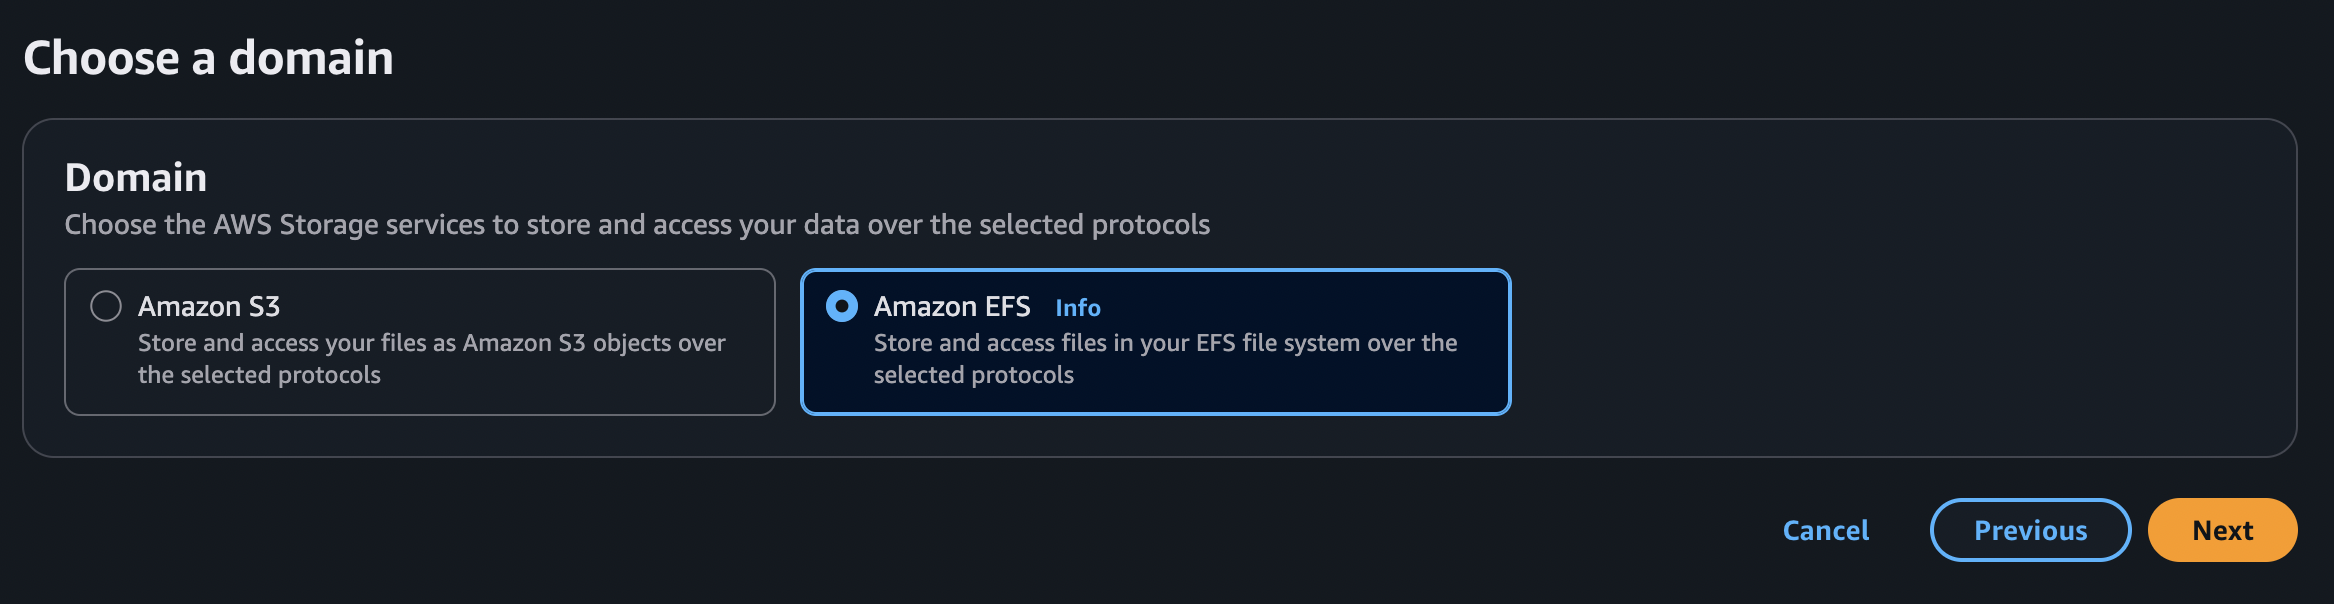 Choose a domain
Domain
Choose the AWS Storage services to store and access your data over the selected protocols
Amazon S3
Store and access your files as Amazon S3 objects over
the selected protocols
Amazon EFS Info
Store and access files in your EFS file system over the
selected protocols
Cancel
Previous
Next